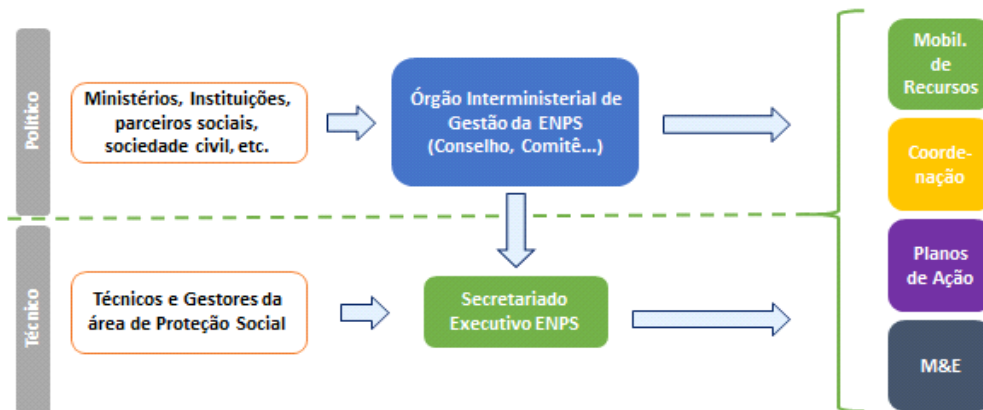 Político
Ministérios, Instituições,
parceiros sociais,
sociedade civil, etc.
Órgão Interministerial de
Gestão da ENPS
(Conselho, Comitê...)
Mobil.
de
Recursos
Coorde-
nação
Técnico
Técnicos e Gestores da
área de Proteção Social
Secretariado
Executivo ENPS
Planos
de Ação
M&E